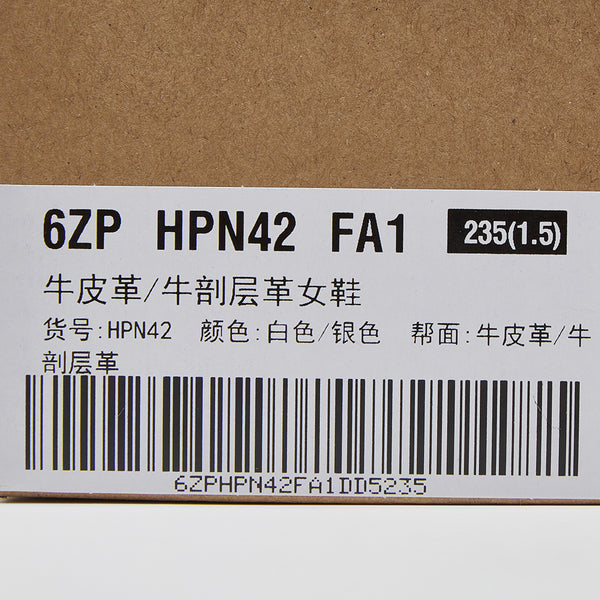 6ZP HPN42 FA1 235(1.5)
牛皮革/牛剖层革女鞋
货号:HPN42 颜色:白色/银色 帮面:牛皮革/牛
剖层革
6ZPHPN42FA1DD5235